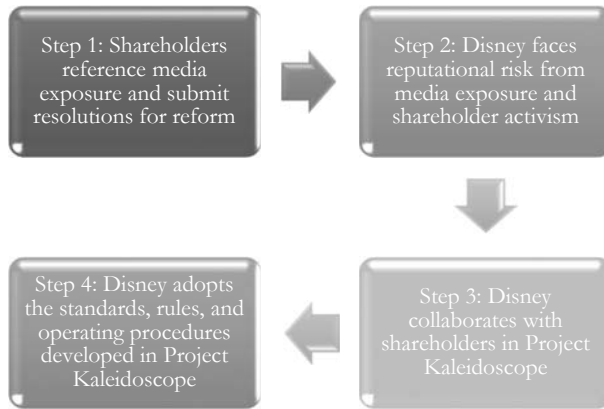 Step 1: Shareholders
reference media
exposure and submit
resolutions for reform
Step 2: Disney faces
reputational risk from
media exposure and
shareholder activism
Step 3: Disney
collaborates with
shareholders in Project
Kaleidoscope
Step 4: Disney adopts
the standards, rules, and
operating procedures
developed in Project
Kaleidoscope